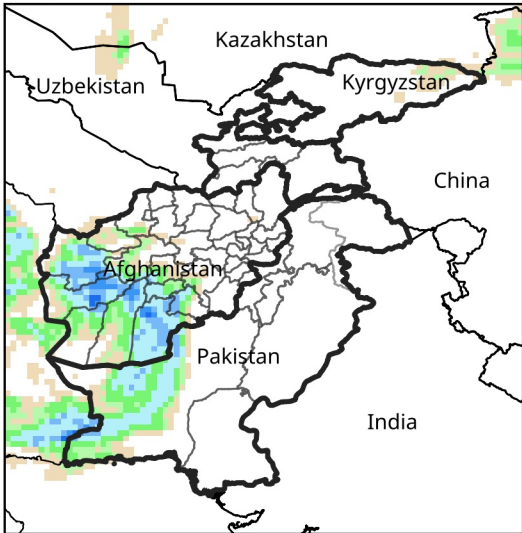 Kazakhstan
Uzbekistan
Kyrgyzstan
China
Afghanistan
Pakistan
India